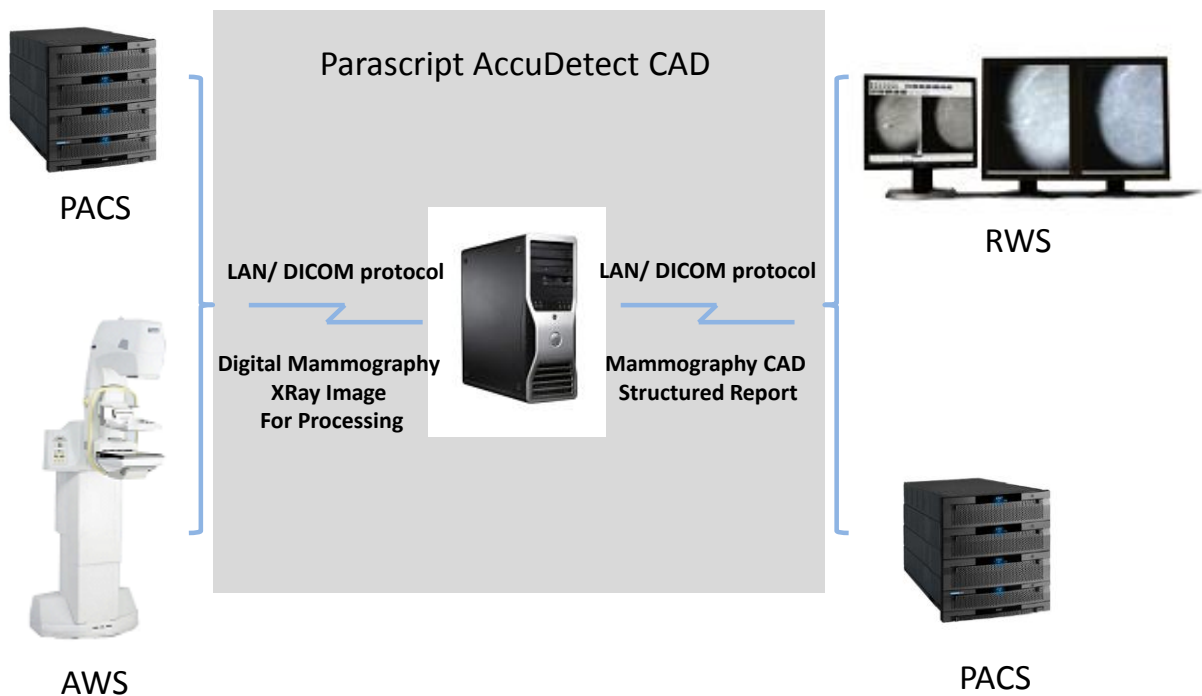 Parascript AccuDetect CAD
PACS
AWS
LAN/ DICOM protocol
Digital Mammography
XRay Image
For Processing
LAN/ DICOM protocol
Mammography CAD
Structured Report
RWS
PACS